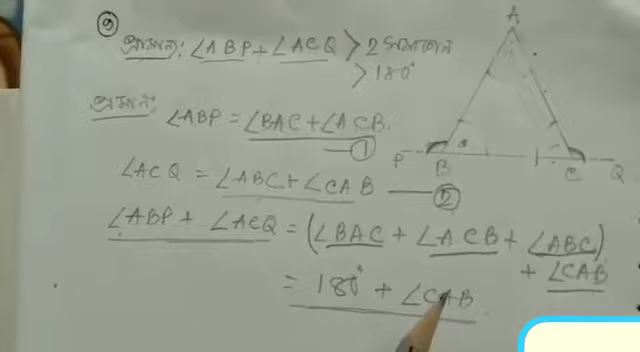 ৩
প্রমাণ: ∠ABP + ∠ACQ > 2 সমকোণ
> 180°
প্রমাণ: ∠ABP = ∠BAC + ∠ACB. —①
∠ACQ = ∠ABC + ∠CAB —②
∠ABP + ∠ACQ = (∠BAC + ∠ACB + ∠ABC)
+ ∠CAB
= 180° + ∠CAB
A
P B C Q